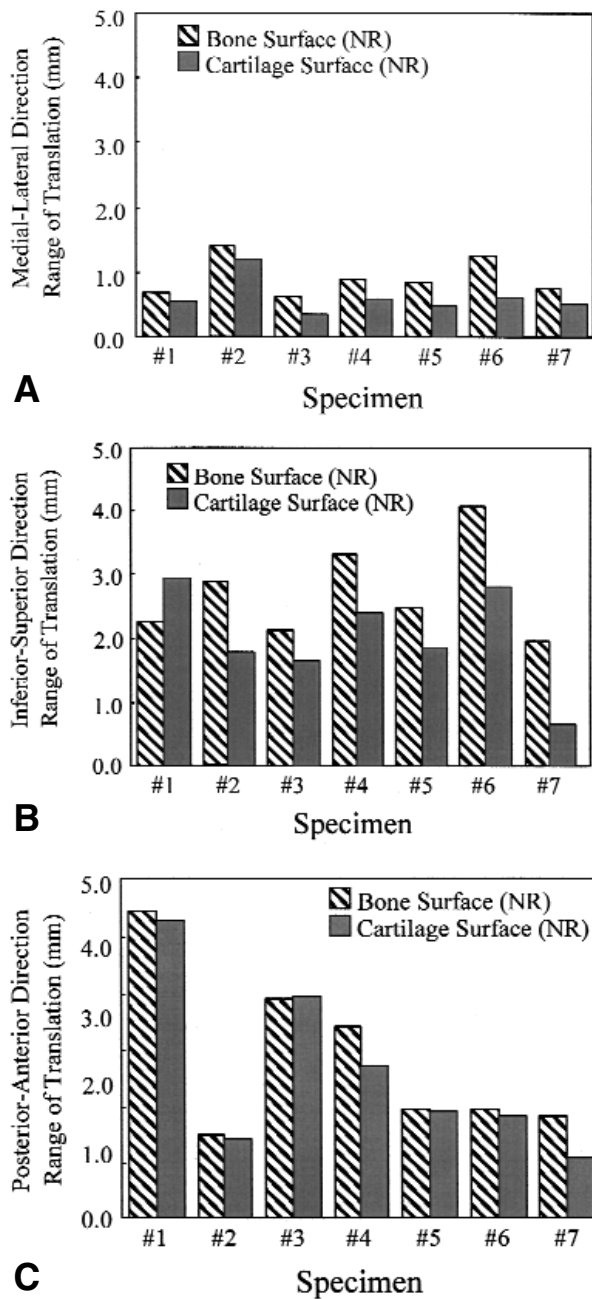 Medial-Lateral Direction
Range of Translation (mm)
5.0
4.0
3.0
2.0
1.0
0.0
Bone Surface (NR)
Cartilage Surface (NR)
#1 #2 #3 #4 #5 #6 #7
Specimen
A
Inferior-Superior Direction
Range of Translation (mm)
5.0
4.0
3.0
2.0
1.0
0.0
Bone Surface (NR)
Cartilage Surface (NR)
#1 #2 #3 #4 #5 #6 #7
Specimen
B
Posterior-Anterior Direction
Range of Translation (mm)
5.0
4.0
3.0
2.0
1.0
0.0
Bone Surface (NR)
Cartilage Surface (NR)
#1 #2 #3 #4 #5 #6 #7
Specimen
C